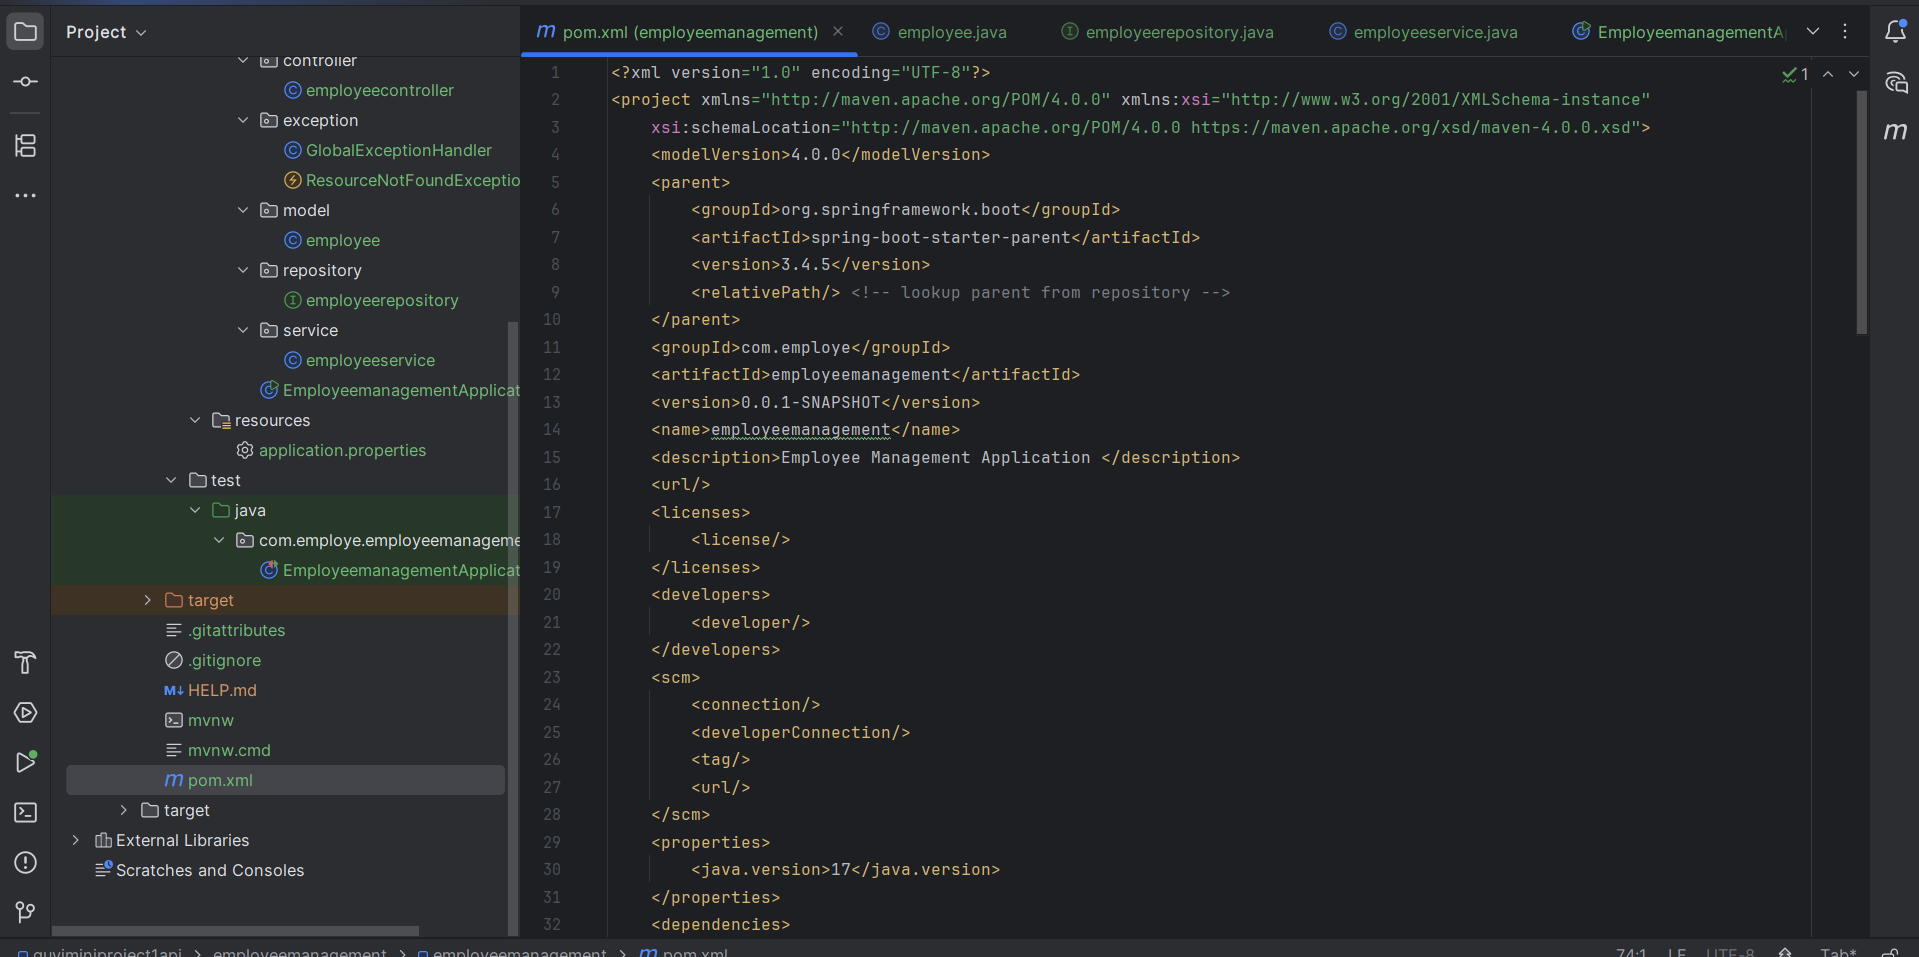 Project
controller
employeecontroller
exception
GlobalExceptionHandler
ResourceNotFoundExceptio
model
employee
repository
employeerepository
service
employeeservice
EmployeemanagementApplicat
resources
application.properties
test
java
com.employe.employeemanageme
EmployeemanagementApplicat
target
.gitattributes
.gitignore
HELP.md
mvnw
mvnw.cmd
pom.xml
target
External Libraries
Scratches and Consoles
pom.xml (employeemanagement)
employee.java
employeerepository.java
employeeservice.java
EmployeemanagementA
1
1 <?xml version="1.0" encoding="UTF-8"?>
2 <project xmlns="http://maven.apache.org/POM/4.0.0" xmlns:xsi="http://www.w3.org/2001/XMLSchema-instance"
3 xsi:schemaLocation="http://maven.apache.org/POM/4.0.0 https://maven.apache.org/xsd/maven-4.0.0.xsd">
4 <modelVersion>4.0.0</modelVersion>
5 <parent>
6 <groupId>org.springframework.boot</groupId>
7 <artifactId>spring-boot-starter-parent</artifactId>
8 <version>3.4.5</version>
9 <relativePath/> <!-- lookup parent from repository -->
10 </parent>
11 <groupId>com.employe</groupId>
12 <artifactId>employeemanagement</artifactId>
13 <version>0.0.1-SNAPSHOT</version>
14 <name>employeemanagement</name>
15 <description>Employee Management Application </description>
16 <url/>
17 <licenses>
18 <license/>
19 </licenses>
20 <developers>
21 <developer/>
22 </developers>
23 <scm>
24 <connection/>
25 <developerConnection/>
26 <tag/>
27 <url/>
28 </scm>
29 <properties>
30 <java.version>17</java.version>
31 </properties>
32 <dependencies>
guviminiproject1api > employeemanagement > employeemanagement > pom.xml
74:1 LF UTF-8 Tab*